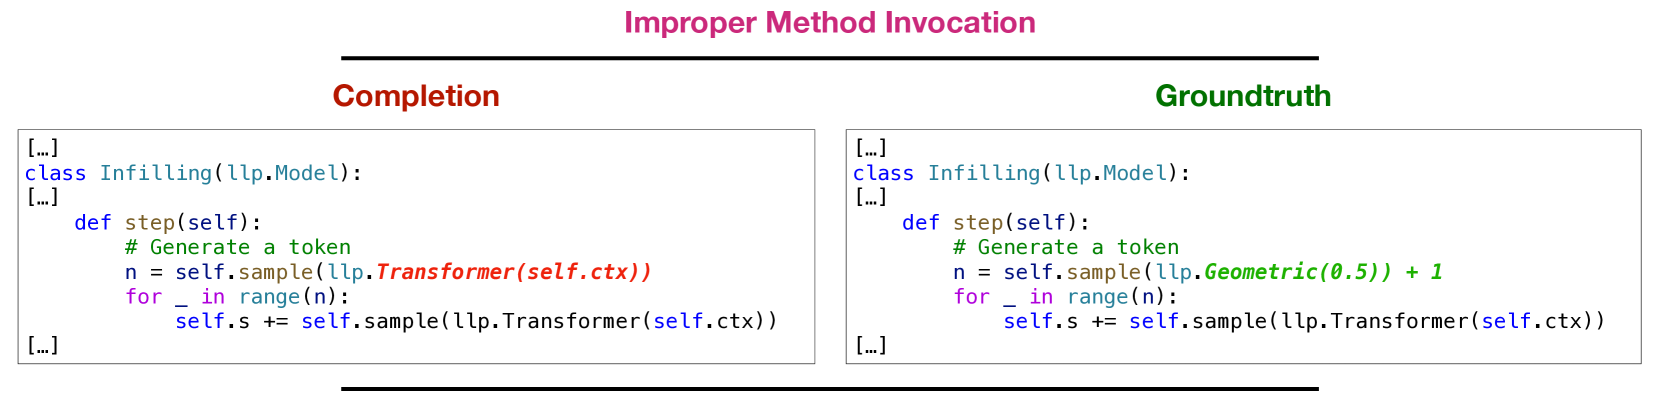 Improper Method Invocation
Completion
[…]
class Infilling(llp.Model):
[…]
    def step(self):
        # Generate a token
        n = self.sample(llp.Transformer(self.ctx))
        for _ in range(n):
            self.s += self.sample(llp.Transformer(self.ctx))
[…]
Groundtruth
[…]
class Infilling(llp.Model):
[…]
    def step(self):
        # Generate a token
        n = self.sample(llp.Geometric(0.5)) + 1
        for _ in range(n):
            self.s += self.sample(llp.Transformer(self.ctx))
[…]